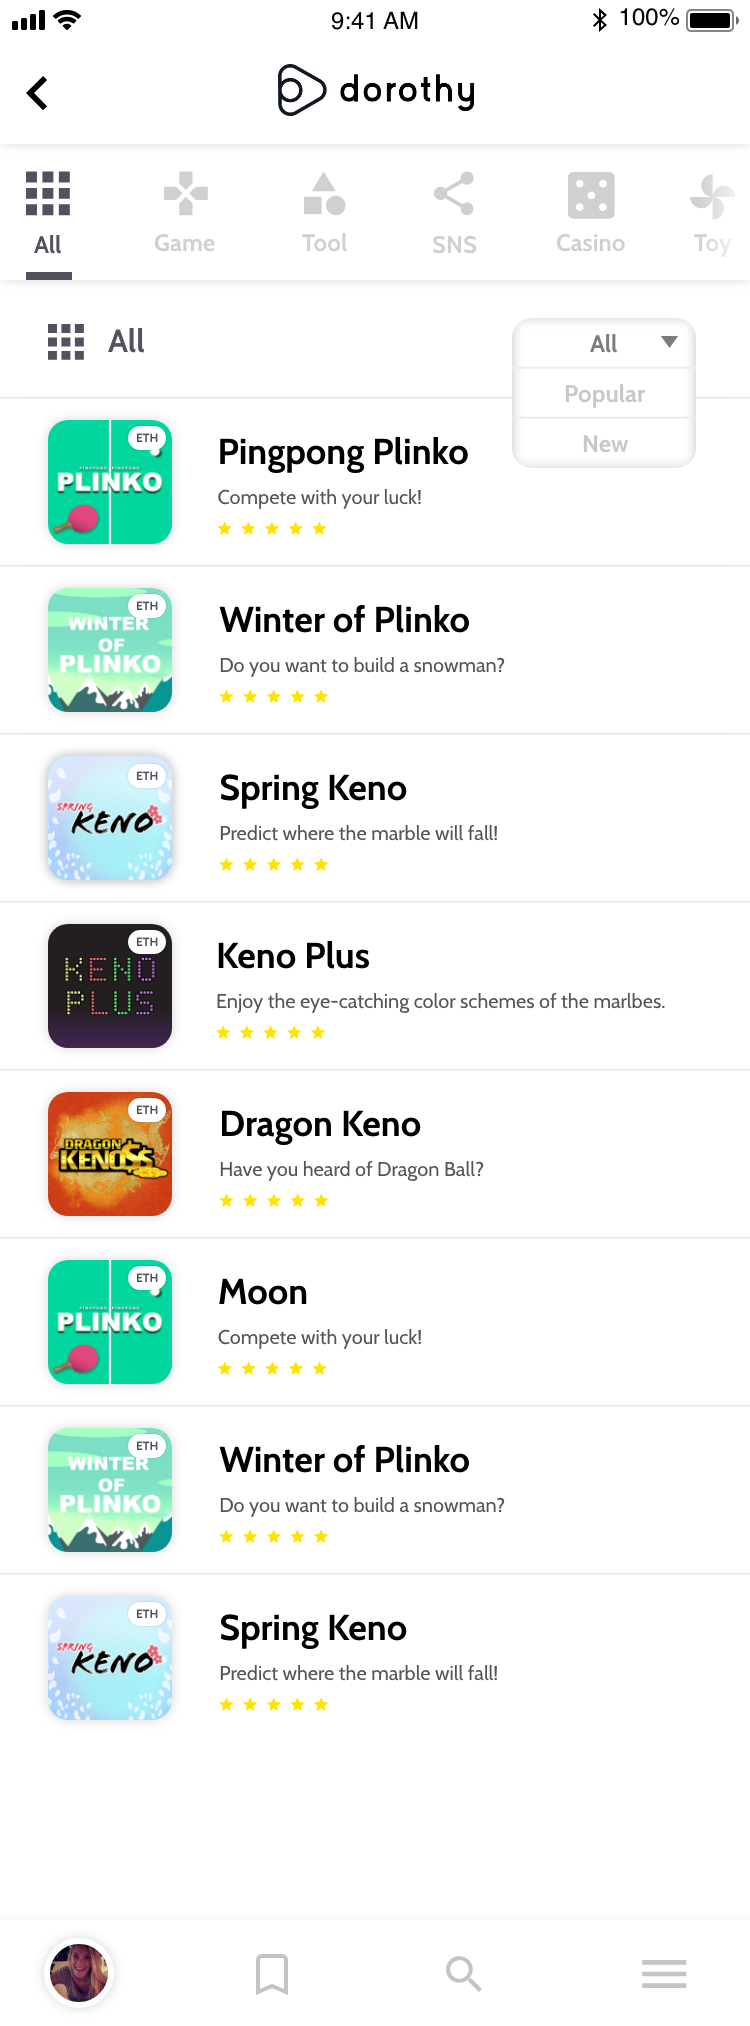 9:41 AM
100%
dorothy
All
Game
Tool
SNS
Casino
Toy
All
All
Popular
New
ETH
PINGPONG PINGPONG
PLINKO
Pingpong Plinko
Compete with your luck!
ETH
WINTER
OF
PLINKO
Winter of Plinko
Do you want to build a snowman?
ETH
SPRING
KENO
Spring Keno
Predict where the marble will fall!
ETH
KENO
PLUS
Keno Plus
Enjoy the eye-catching color schemes of the marlbes.
ETH
DRAGON
KENO$$
Dragon Keno
Have you heard of Dragon Ball?
ETH
PINGPONG PINGPONG
PLINKO
Moon
Compete with your luck!
ETH
WINTER
OF
PLINKO
Winter of Plinko
Do you want to build a snowman?
ETH
SPRING
KENO
Spring Keno
Predict where the marble will fall!